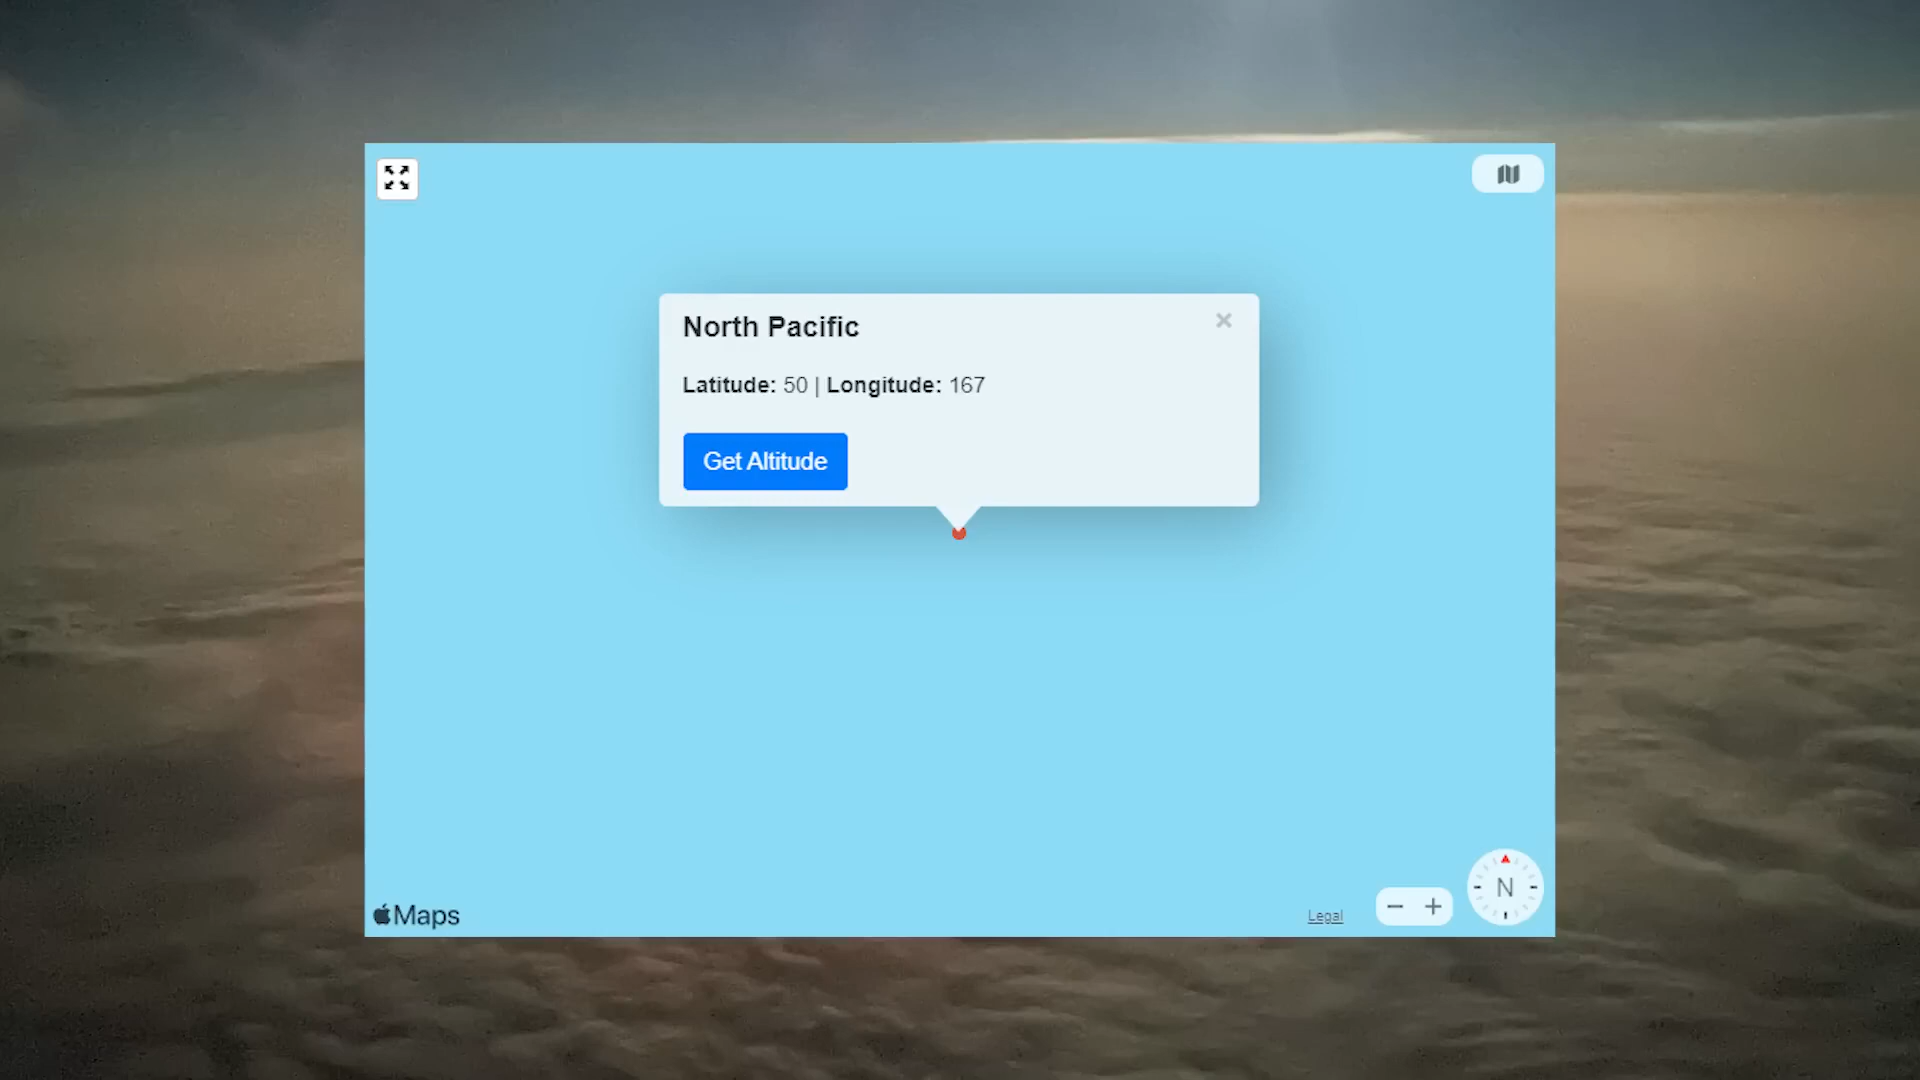 North Pacific
Latitude: 50 | Longitude: 167
Get Altitude
Maps
Legal
N